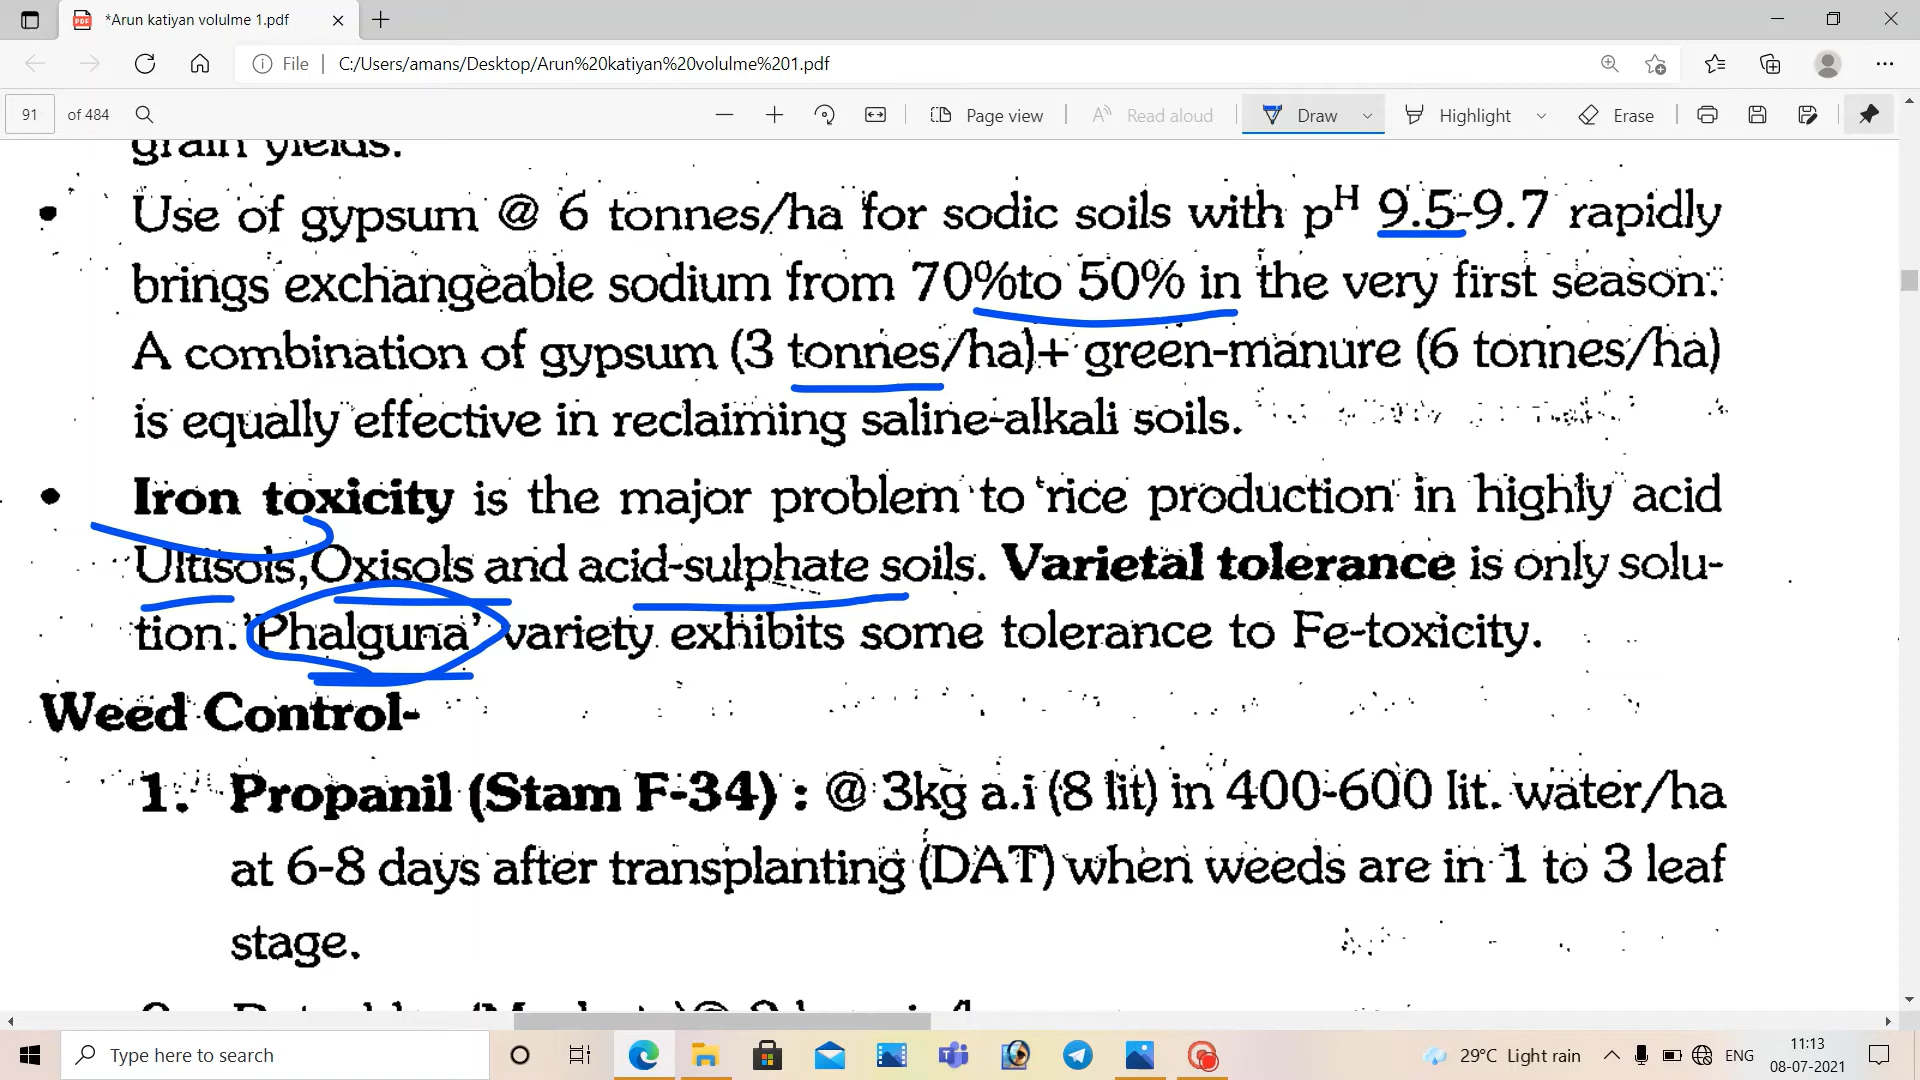 *Arun katiyan volulme 1.pdf
File
C:/Users/amans/Desktop/Arun%20katiyan%20volulme%201.pdf
91 of 484
Page view
Read aloud
Draw
Highlight
Erase
grain yields.
• Use of gypsum @ 6 tonnes/ha for sodic soils with pH 9.5-9.7 rapidly
brings exchangeable sodium from 70%to 50% in the very first season.
A combination of gypsum (3 tonnes/ha)+ green-manure (6 tonnes/ha)
is equally effective in reclaiming saline-alkali soils.
• Iron toxicity is the major problem to rice production in highly acid
Ultisols, Oxisols and acid-sulphate soils. Varietal tolerance is only solu-
tion. 'Phalguna' variety exhibits some tolerance to Fe-toxicity.
Weed Control-
1. Propanil (Stam F-34) : @ 3kg a.i (8 lit) in 400-600 lit. water/ha
at 6-8 days after transplanting (DAT) when weeds are in 1 to 3 leaf
stage.
Type here to search
29°C Light rain
ENG
11:13
08-07-2021